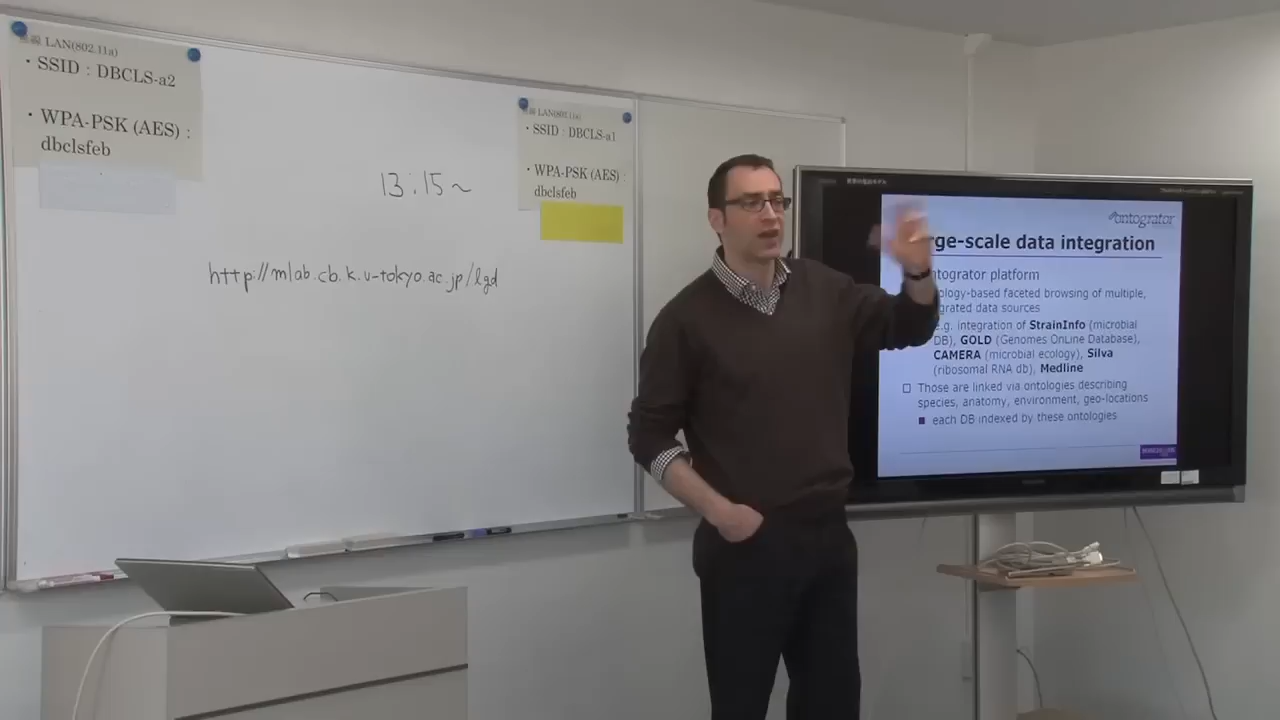 LAN(802.11a)
・SSID : DBCLS-a2
・WPA-PSK (AES) :
dbclsfeb
LAN(802.11a)
・SSID : DBCLS-a1
・WPA-PSK (AES) :
dbclsfeb
13:15~
http://mlab.cb.k.u-tokyo.ac.jp/lgd
ontogrator
rge-scale data integration
ntogrator platform
ology-based faceted browsing of multiple,
grated data sources
e.g. integration of StrainInfo (microbial
DB), GOLD (Genomes OnLine Database),
CAMERA (microbial ecology), Silva
(ribosomal RNA db), Medline
Those are linked via ontologies describing
species, anatomy, environment, geo-locations
each DB indexed by these ontologies